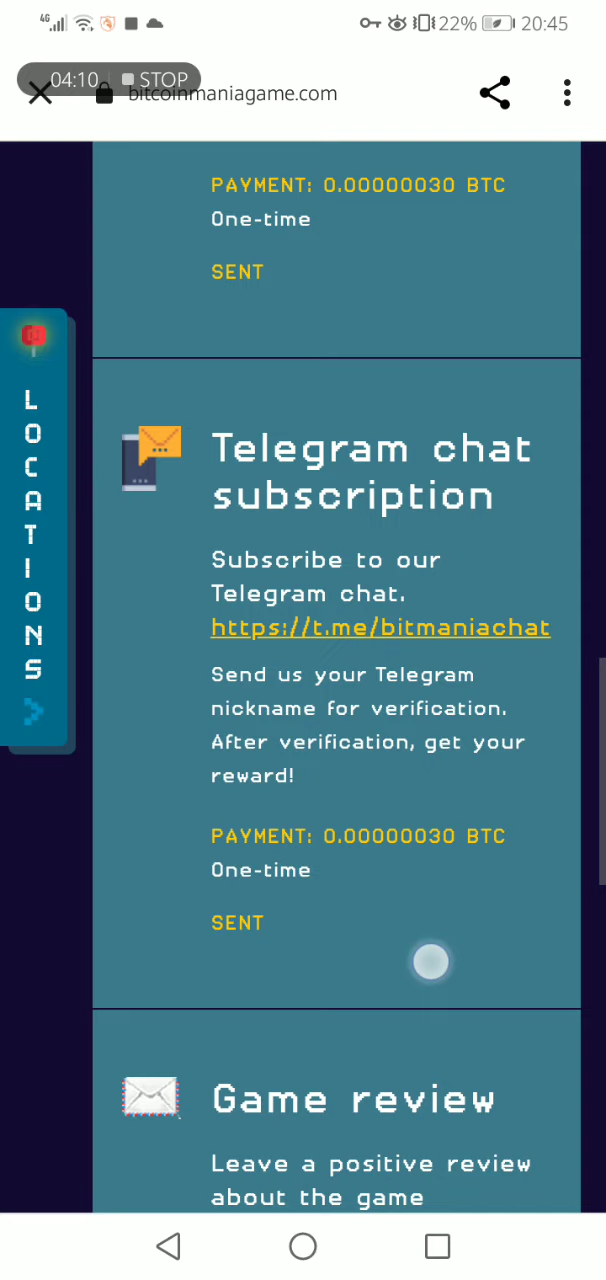 4G 22% 20:45
04:10 STOP
bitcoinmaniagame.com
PAYMENT: 0.00000030 BTC
One-time
SENT
LOCATIONS
Telegram chat
subscription
Subscribe to our
Telegram chat.
https://t.me/bitmaniachat
Send us your Telegram
nickname for verification.
After verification, get your
reward!
PAYMENT: 0.00000030 BTC
One-time
SENT
Game review
Leave a positive review
about the game